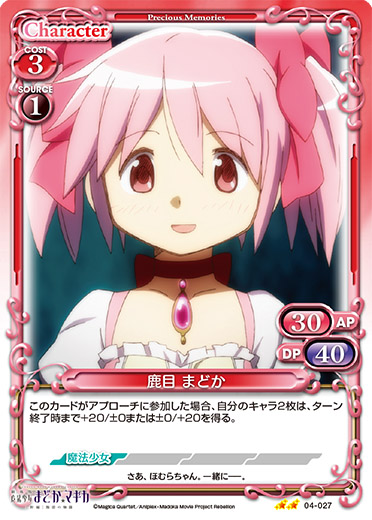 Precious Memories
Character
COST
3
SOURCE
1
30 AP
DP 40
鹿目 まどか
このカードがアプローチに参加した場合、自分のキャラ2枚は、ターン
終了時まで+20/±0または±0/+20を得る。
魔法少女
さあ、ほむらちゃん。一緒に――。
まどか☆マギカ
©Magica Quartet/Aniplex・Madoka Movie Project Rebellion
04-027